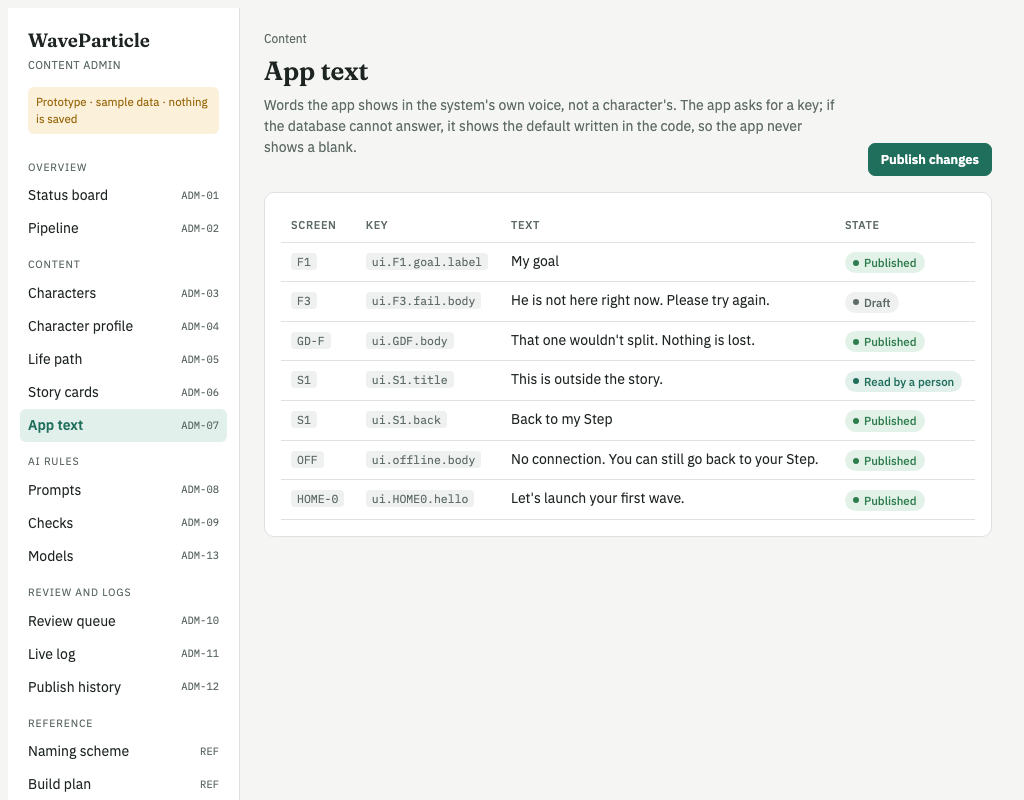 WaveParticle
CONTENT ADMIN
Prototype · sample data · nothing
is saved
OVERVIEW
Status board ADM-01
Pipeline ADM-02
CONTENT
Characters ADM-03
Character profile ADM-04
Life path ADM-05
Story cards ADM-06
App text ADM-07
AI RULES
Prompts ADM-08
Checks ADM-09
Models ADM-13
REVIEW AND LOGS
Review queue ADM-10
Live log ADM-11
Publish history ADM-12
REFERENCE
Naming scheme REF
Build plan REF
Content
App text
Words the app shows in the system's own voice, not a character's. The app asks for a key; if
the database cannot answer, it shows the default written in the code, so the app never
shows a blank.
Publish changes
SCREEN KEY TEXT STATE
F1 ui.F1.goal.label My goal Published
F3 ui.F3.fail.body He is not here right now. Please try again. Draft
GD-F ui.GDF.body That one wouldn't split. Nothing is lost. Published
S1 ui.S1.title This is outside the story. Read by a person
S1 ui.S1.back Back to my Step Published
OFF ui.offline.body No connection. You can still go back to your Step. Published
HOME-0 ui.HOME0.hello Let's launch your first wave. Published